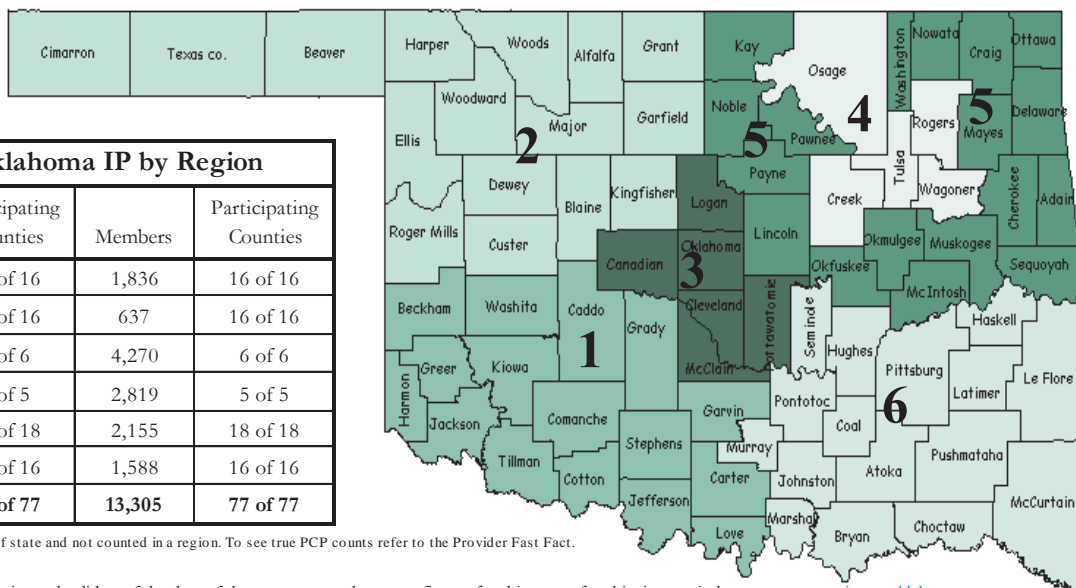 klahoma IP by Region
cipating Participating
unties Members Counties
of 16 1,836 16 of 16
of 16 637 16 of 16
of 6 4,270 6 of 6
of 5 2,819 5 of 5
of 18 2,155 18 of 18
of 16 1,588 16 of 16
of 77 13,305 77 of 77
f state and not counted in a region. To see true PCP counts refer to the Provider Fast Fact.
Cimarron Texas co. Beaver Harper Woods Alfalfa Grant Kay Osage Washington Nowata Craig Ottawa
Ellis Woodward Major Garfield Noble Pawnee Rogers Mayes Delaware
2 5 4 5
Roger Mills Dewey Custer Blaine Kingfisher Logan Payne Creek Tulsa Wagoner Cherokee Adair
Canadian Oklahoma Lincoln Okfuskee Okmulgee Muskogee Sequoyah McIntosh
3
Beckham Washita Caddo Grady Cleveland Pottawatomie Seminole Hughes Haskell
1
Harmon Greer Kiowa McClain Pittsburg Latimer Le Flore
Jackson Comanche Garvin Pontotoc Coal
6
Tillman Stephens Murray Atoka Pushmataha
Cotton Carter Johnston McCurtain
Jefferson Love Marshal Bryan Choctaw